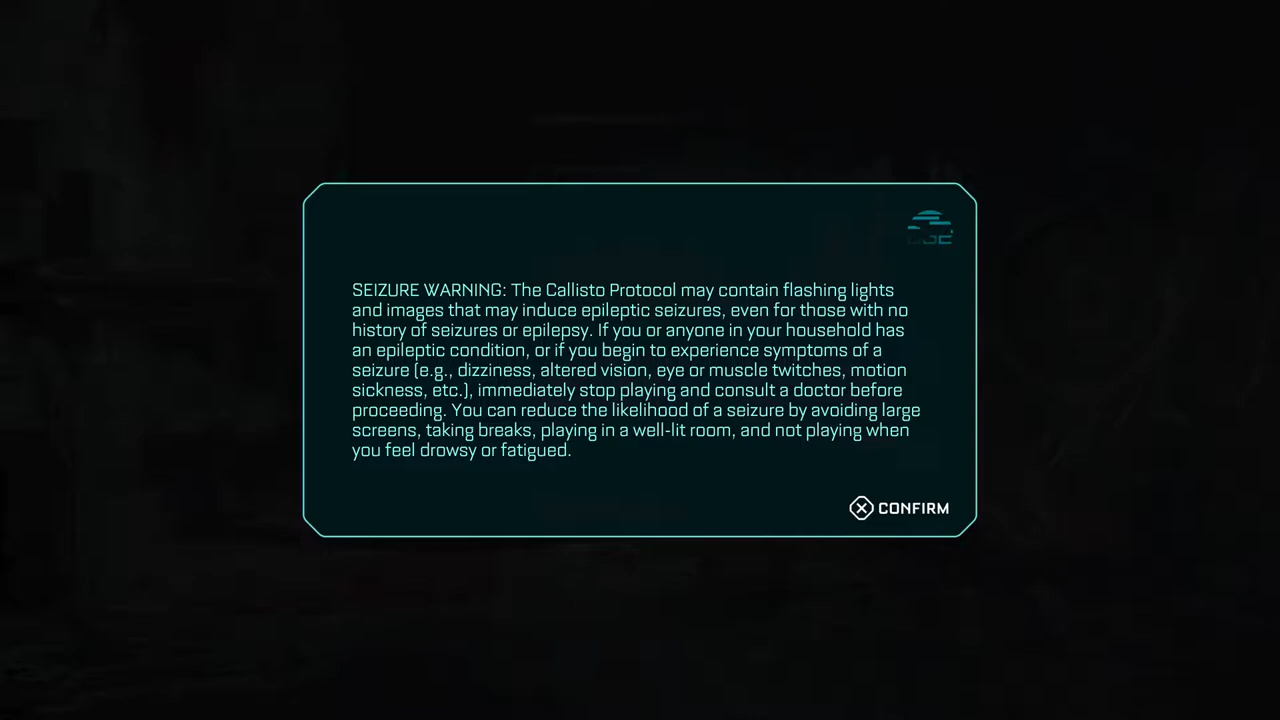 SEIZURE WARNING: The Callisto Protocol may contain flashing lights
and images that may induce epileptic seizures, even for those with no
history of seizures or epilepsy. If you or anyone in your household has
an epileptic condition, or if you begin to experience symptoms of a
seizure (e.g., dizziness, altered vision, eye or muscle twitches, motion
sickness, etc.), immediately stop playing and consult a doctor before
proceeding. You can reduce the likelihood of a seizure by avoiding large
screens, taking breaks, playing in a well-lit room, and not playing when
you feel drowsy or fatigued.
CONFIRM